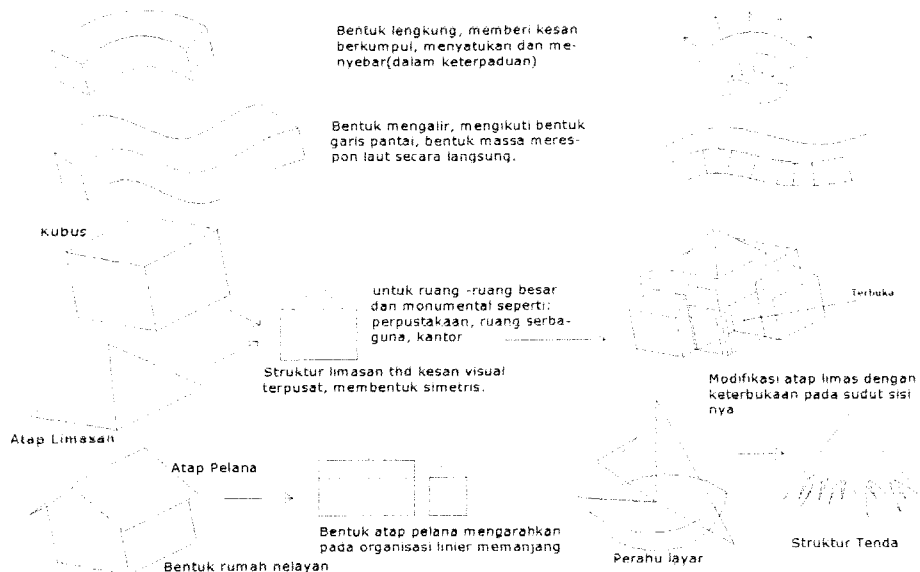 Bentuk lengkung, memberi kesan
berkumpul, menyatukan dan me-
nyebar(dalam keterpaduan)
Bentuk mengalir, mengikuti bentuk
garis pantai, bentuk massa meres-
pon laut secara langsung.
Kubus
untuk ruang -ruang besar
dan monumental seperti:
perpustakaan, ruang serba-
guna, kantor
Terbuka
Struktur limasan thd kesan visual
terpusat, membentuk simetris.
Modifikasi atap limas dengan
keterbukaan pada sudut sisi
nya
Atap Limasan
Atap Pelana
Bentuk atap pelana mengarahkan
pada organisasi linier memanjang
Bentuk rumah nelayan
Perahu layar
Struktur Tenda